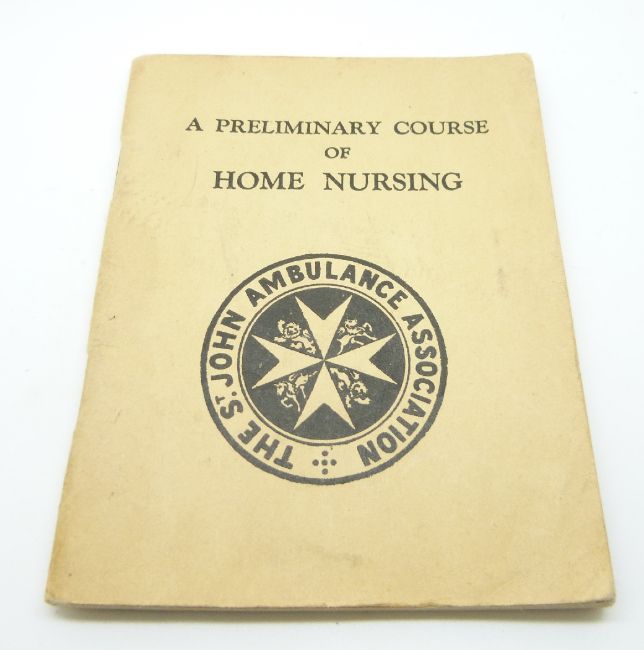 A PRELIMINARY COURSE
OF
HOME NURSING
THE ST. JOHN AMBULANCE ASSOCIATION